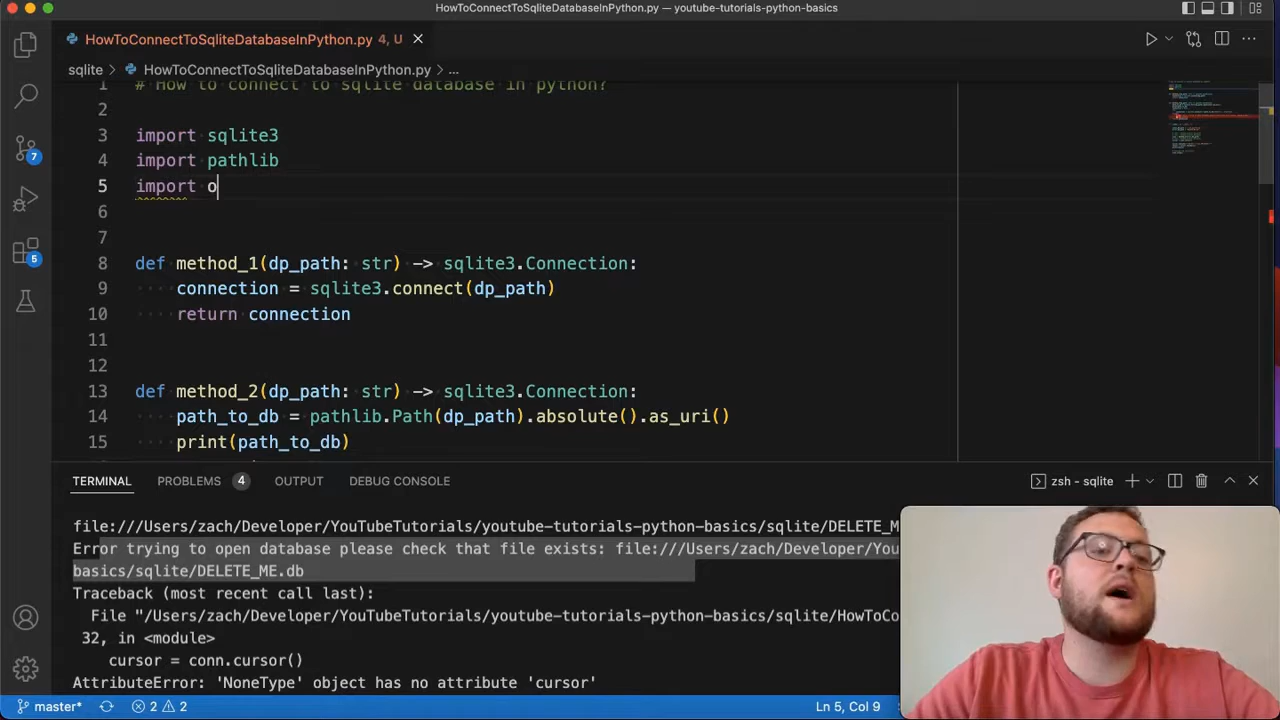 HowToConnectToSqliteDatabaseInPython.py — youtube-tutorials-python-basics
HowToConnectToSqliteDatabaseInPython.py 4, U
sqlite > HowToConnectToSqliteDatabaseInPython.py > ...
1 # How to connect to sqlite database in python?
2
3 import sqlite3
4 import pathlib
5 import o
6
7
8 def method_1(dp_path: str) -> sqlite3.Connection:
9 connection = sqlite3.connect(dp_path)
10 return connection
11
12
13 def method_2(dp_path: str) -> sqlite3.Connection:
14 path_to_db = pathlib.Path(dp_path).absolute().as_uri()
15 print(path_to_db)
7
5
TERMINAL PROBLEMS 4 OUTPUT DEBUG CONSOLE zsh - sqlite
file:///Users/zach/Developer/YouTubeTutorials/youtube-tutorials-python-basics/sqlite/DELETE_M
Error trying to open database please check that file exists: file:///Users/zach/Developer/You
basics/sqlite/DELETE_ME.db
Traceback (most recent call last):
File "/Users/zach/Developer/YouTubeTutorials/youtube-tutorials-python-basics/sqlite/HowToCo
32, in <module>
cursor = conn.cursor()
AttributeError: 'NoneType' object has no attribute 'cursor'
master* 2 2 Ln 5, Col 9